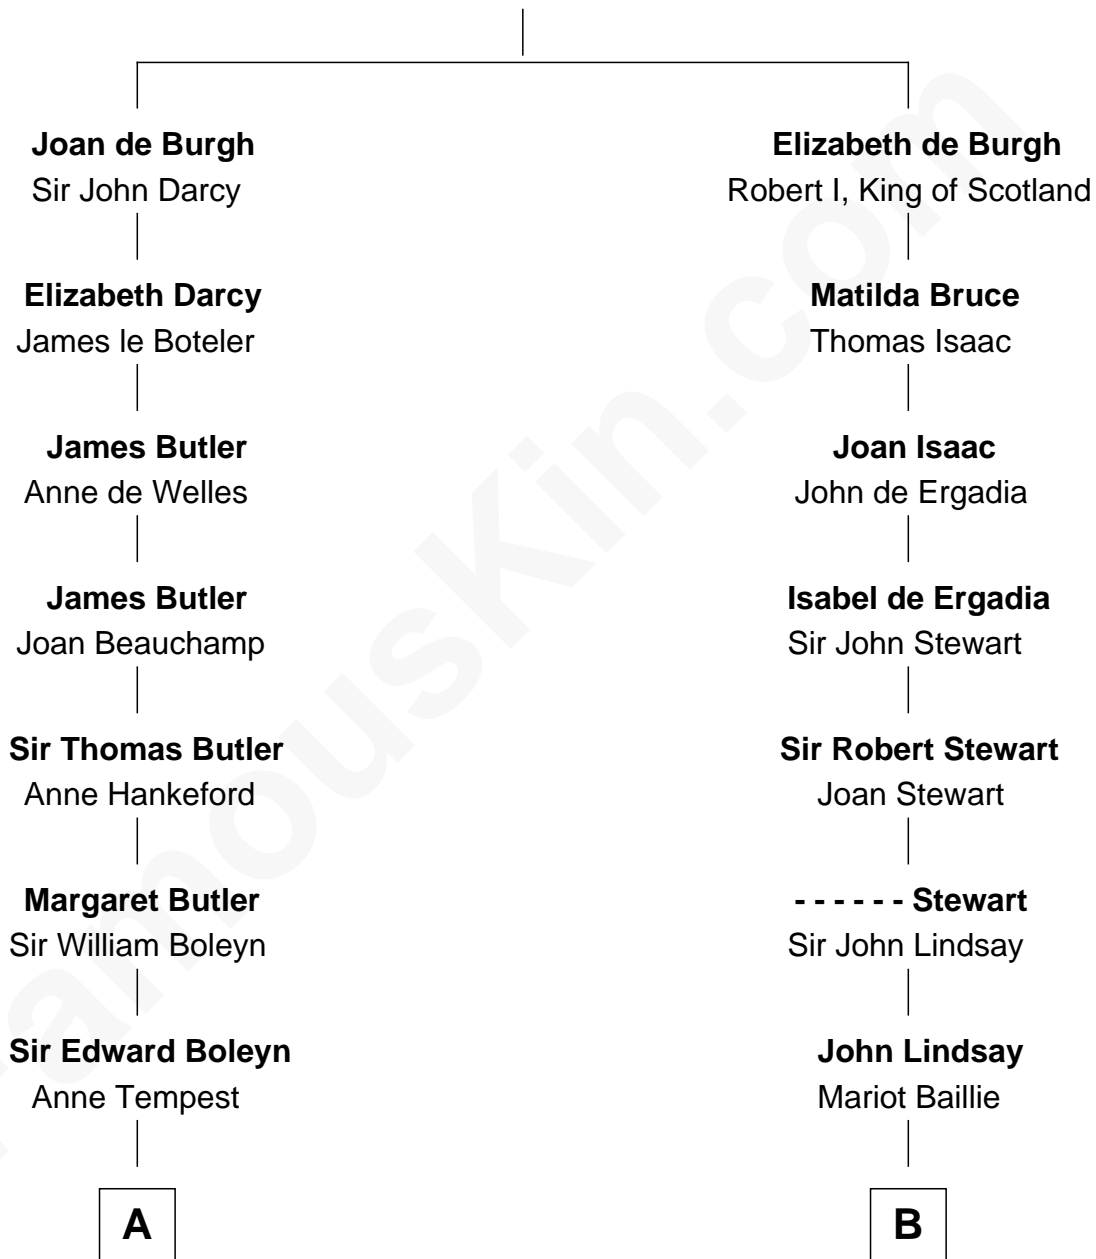 Joan de Burgh
Sir John Darcy
Elizabeth de Burgh
Robert I, King of Scotland
Elizabeth Darcy
James le Boteler
Matilda Bruce
Thomas Isaac
James Butler
Anne de Welles
Joan Isaac
John de Ergadia
James Butler
Joan Beauchamp
Isabel de Ergadia
Sir John Stewart
Sir Thomas Butler
Anne Hankeford
Sir Robert Stewart
Joan Stewart
Margaret Butler
Sir William Boleyn
- - - - - - Stewart
Sir John Lindsay
Sir Edward Boleyn
Anne Tempest
John Lindsay
Mariot Baillie
A
B
FamousKin.com